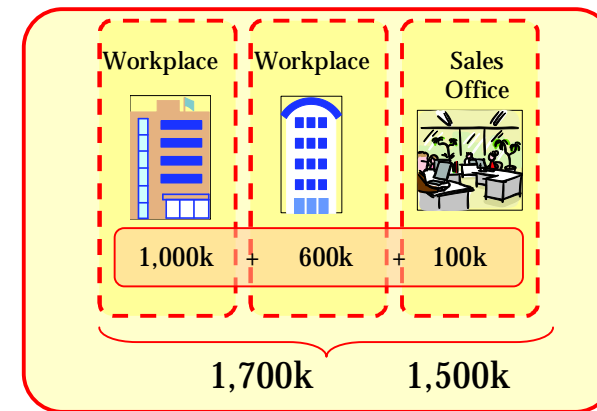 Workplace Workplace Sales
Office
1,000k + 600k + 100k
1,700k 1,500k